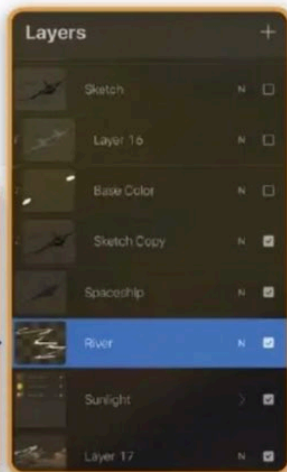 Layers +
Sketch N
Layer 16 N
Base Color N
Sketch Copy N
Spaceship N
River N
Sunlight
Layer 17 N